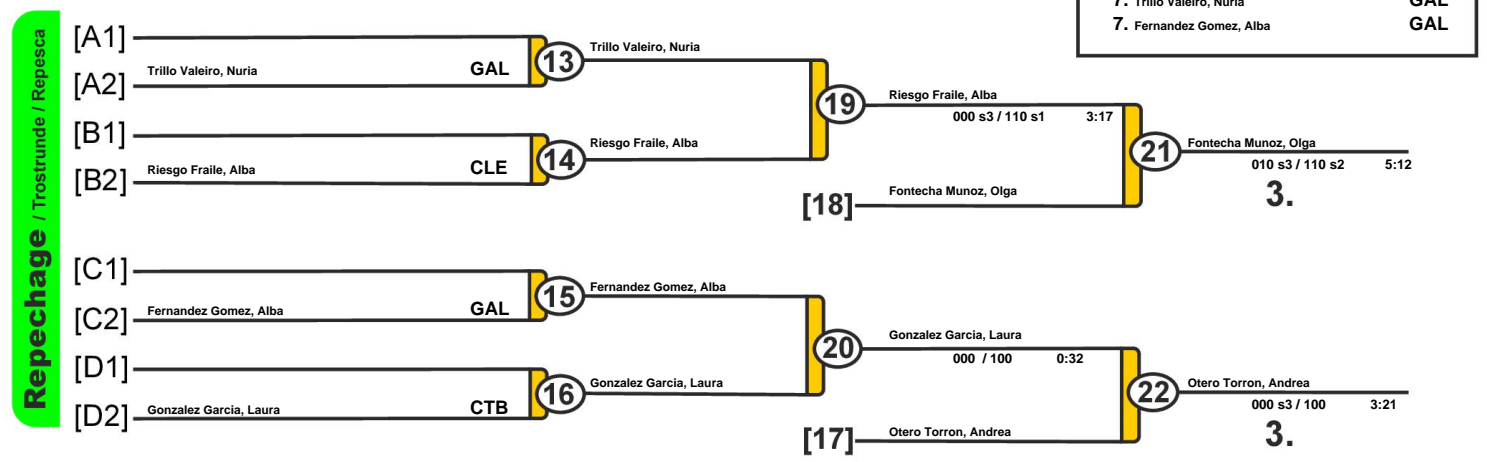 7. Trillo Valeiro, Nuria GAL
7. Fernandez Gomez, Alba GAL
Repechage / Trostrunde / Repesca
[A1]
Trillo Valeiro, Nuria GAL
[A2]
13
Trillo Valeiro, Nuria
[B1]
Riesgo Fraile, Alba CLE
[B2]
14
Riesgo Fraile, Alba
19
Riesgo Fraile, Alba
000 s3 / 110 s1 3:17
[18]
Fontecha Munoz, Olga
21
Fontecha Munoz, Olga
010 s3 / 110 s2 5:12
3.
[C1]
Fernandez Gomez, Alba GAL
[C2]
15
Fernandez Gomez, Alba
[D1]
Gonzalez Garcia, Laura CTB
[D2]
16
Gonzalez Garcia, Laura
20
Gonzalez Garcia, Laura
000 / 100 0:32
[17]
Otero Torron, Andrea
22
Otero Torron, Andrea
000 s3 / 100 3:21
3.